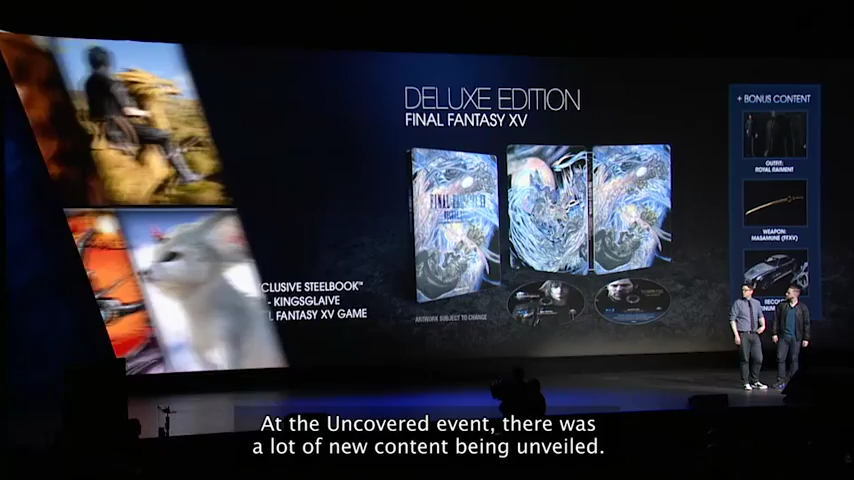 DELUXE EDITION
FINAL FANTASY XV
+ BONUS CONTENT
OUTFIT:
ROYAL RAIMENT
WEAPON:
MASAMUNE (FFXV)
CLUSIVE STEELBOOK™
- KINGSGLAIVE
L FANTASY XV GAME
ARTWORK SUBJECT TO CHANGE
At the Uncovered event, there was
a lot of new content being unveiled.